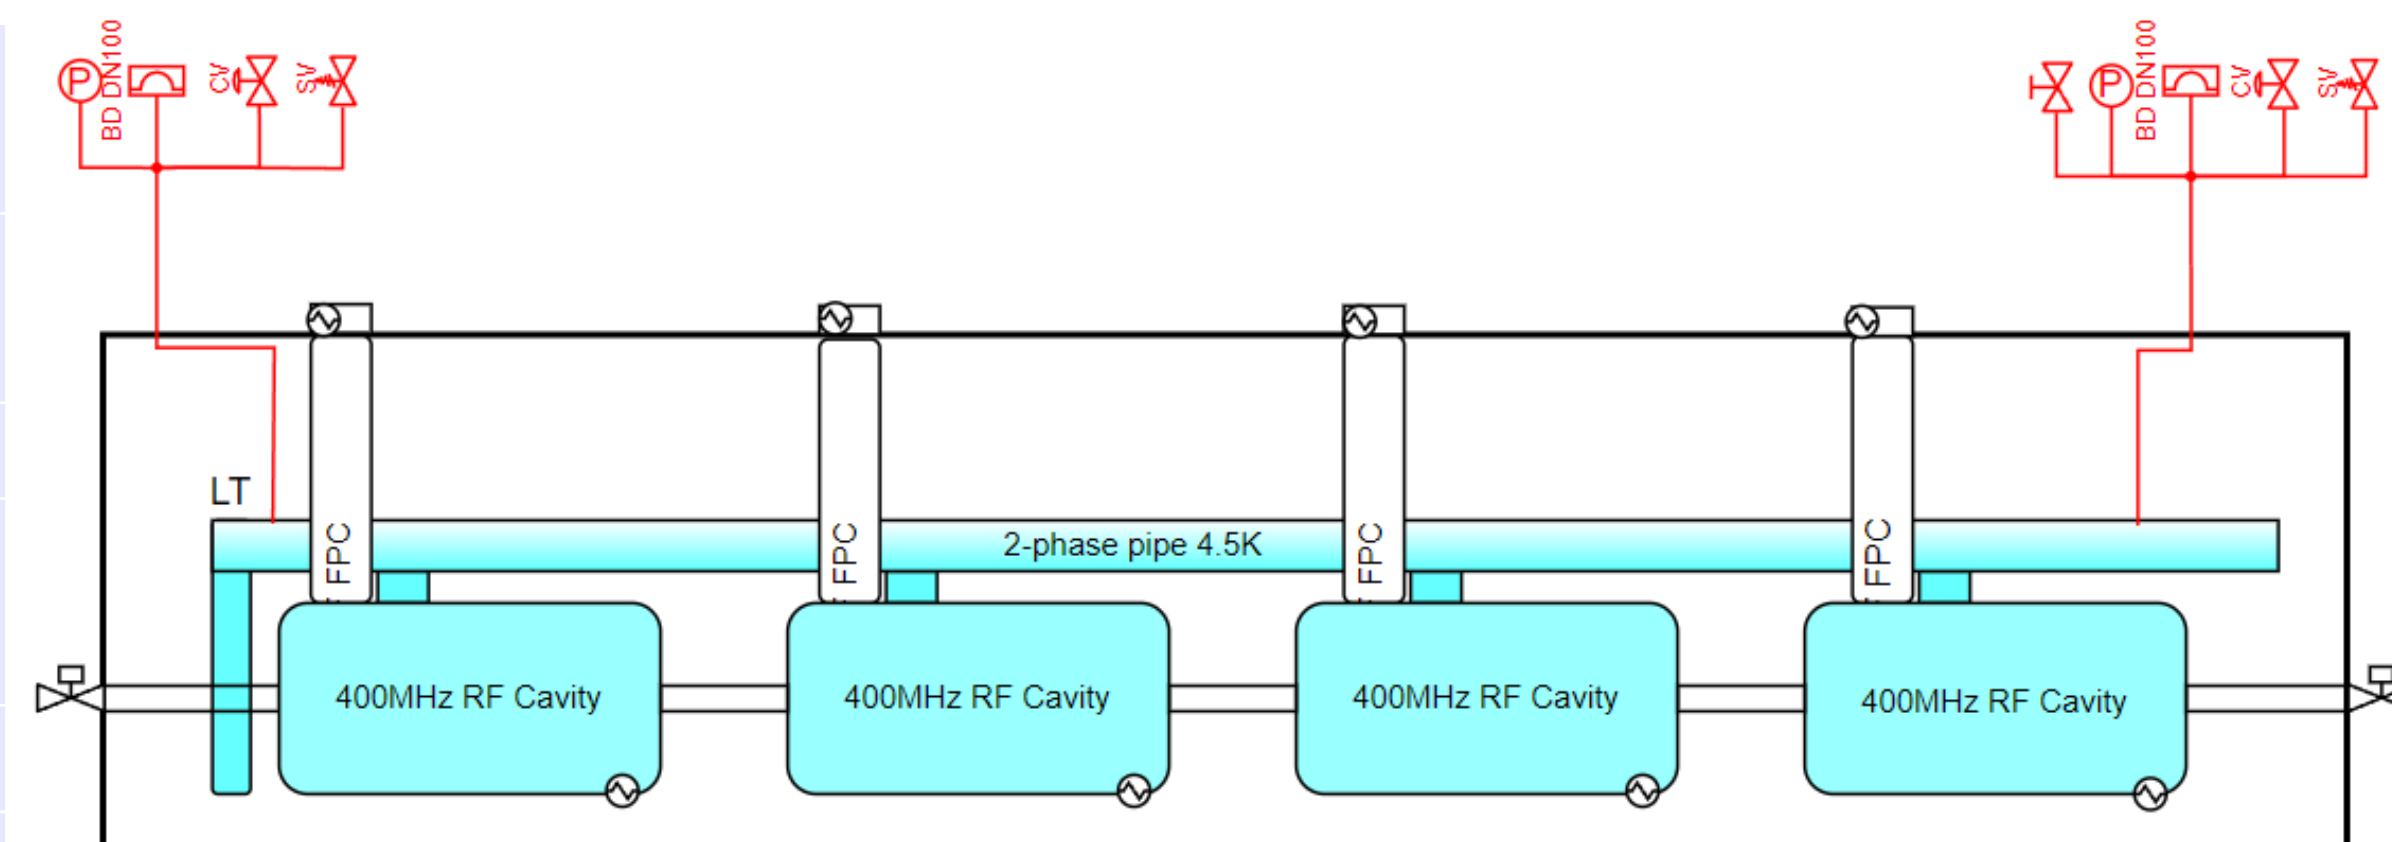 P
BD DN100
CV
SV
P
BD DN100
CV
SV
LT
FPC
FPC
FPC
FPC
2-phase pipe 4.5K
400MHz RF Cavity
400MHz RF Cavity
400MHz RF Cavity
400MHz RF Cavity